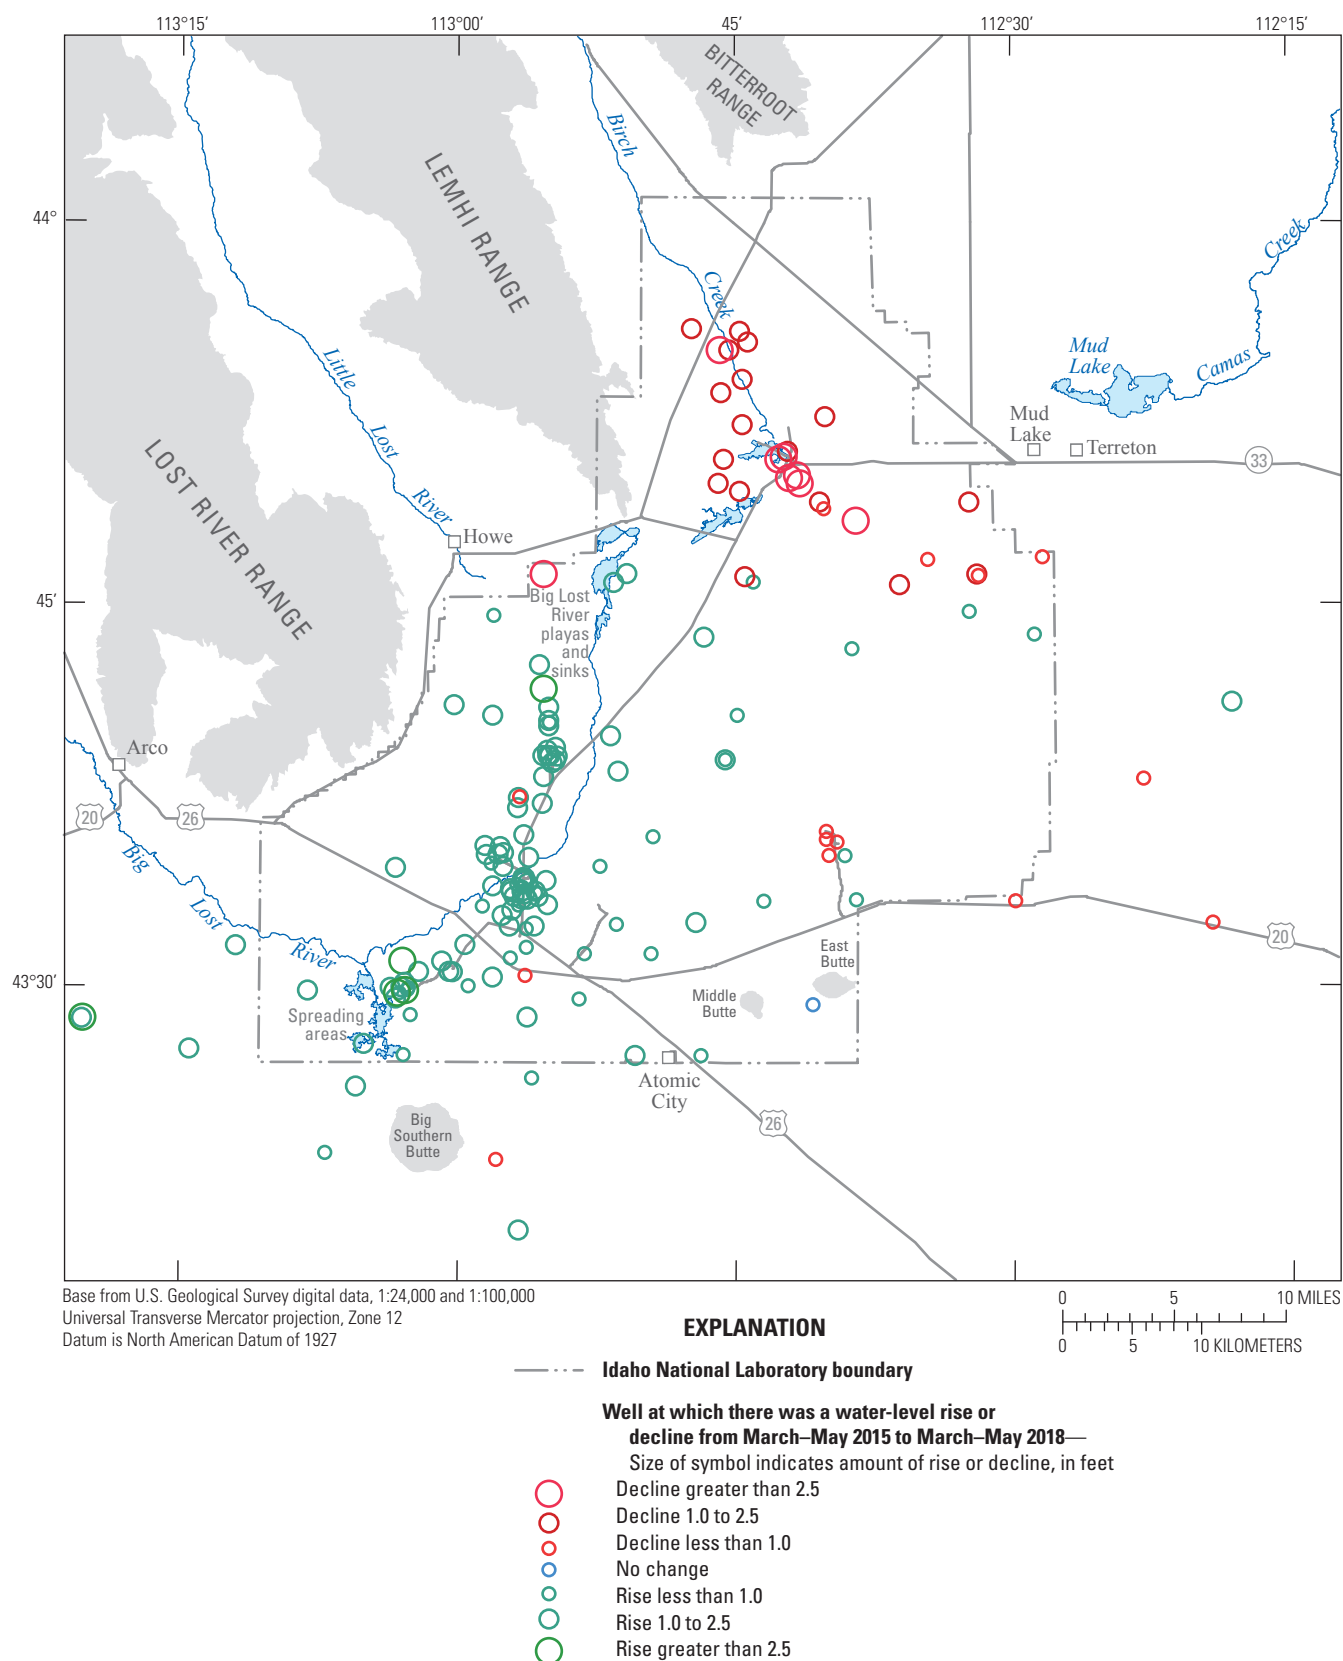 113°15′
113°00′
45′
112°30′
112°15′
BITTERROOT
RANGE
Birch
Creek
LEMHI RANGE
44°
Creek
Camas
Mud
Lake
Mud
Lake
Terreton
33
Little
Lost
River
LOST RIVER RANGE
Howe
45′
Big Lost
River
playas
and
sinks
Arco
20
26
Big
Lost
River
43°30′
Spreading
areas
East
Butte
Middle
Butte
20
Atomic
City
Big
Southern
Butte
26
Base from U.S. Geological Survey digital data, 1:24,000 and 1:100,000
Universal Transverse Mercator projection, Zone 12
Datum is North American Datum of 1927
0 5 10 MILES
0 5 10 KILOMETERS
EXPLANATION
Idaho National Laboratory boundary
Well at which there was a water-level rise or
decline from March–May 2015 to March–May 2018—
Size of symbol indicates amount of rise or decline, in feet
Decline greater than 2.5
Decline 1.0 to 2.5
Decline less than 1.0
No change
Rise less than 1.0
Rise 1.0 to 2.5
Rise greater than 2.5